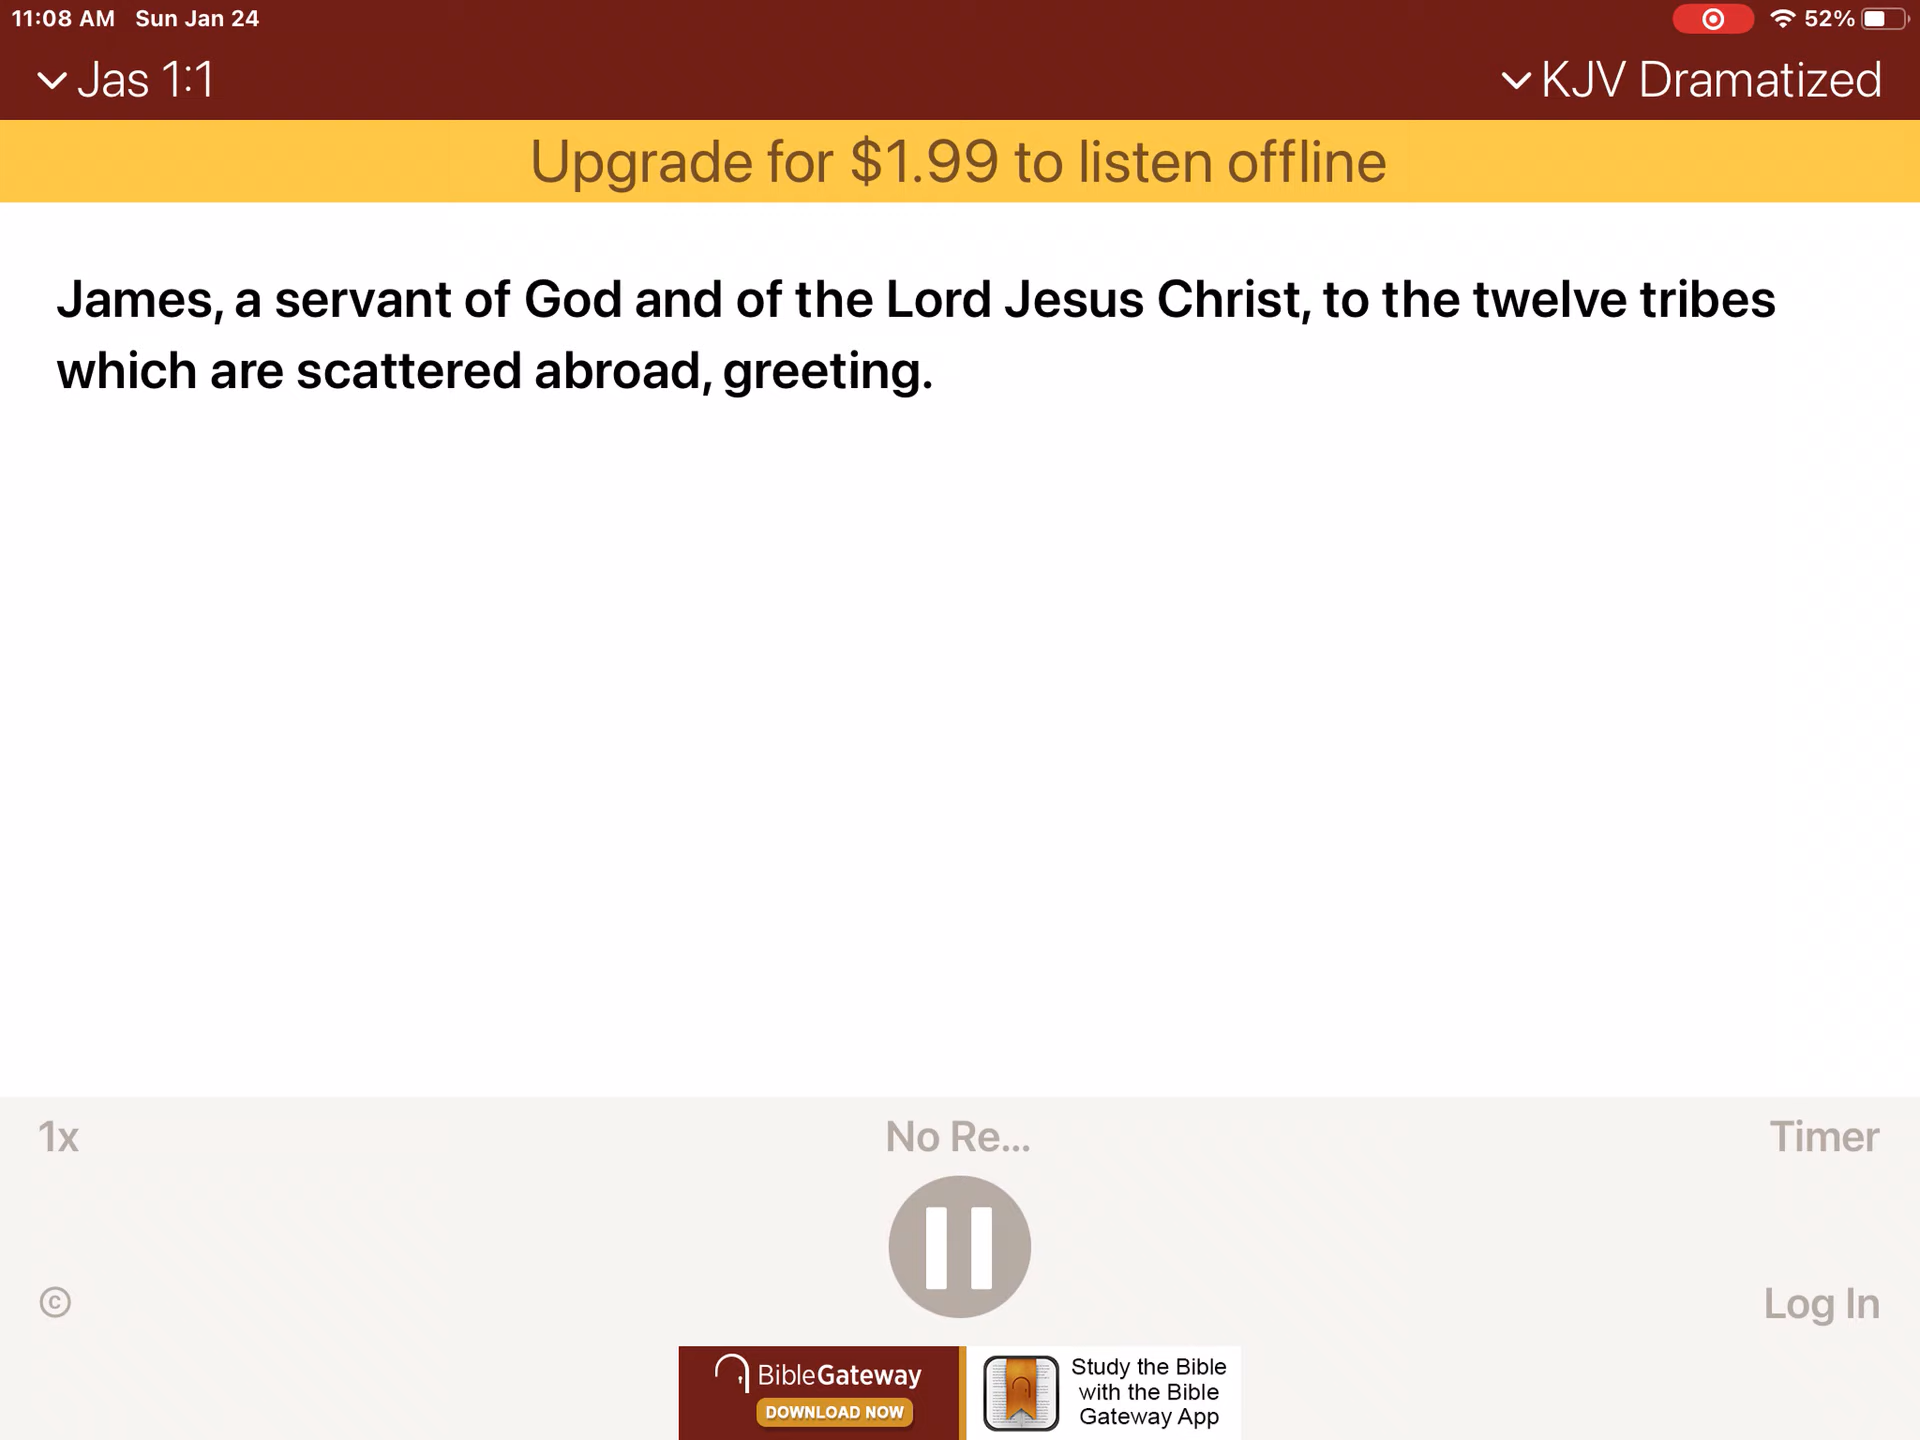 11:08 AM Sun Jan 24
52%
Jas 1:1
KJV Dramatized
Upgrade for $1.99 to listen offline
James, a servant of God and of the Lord Jesus Christ, to the twelve tribes
which are scattered abroad, greeting.
1x
No Re...
Timer
©
Log In
BibleGateway
DOWNLOAD NOW
Study the Bible
with the Bible
Gateway App